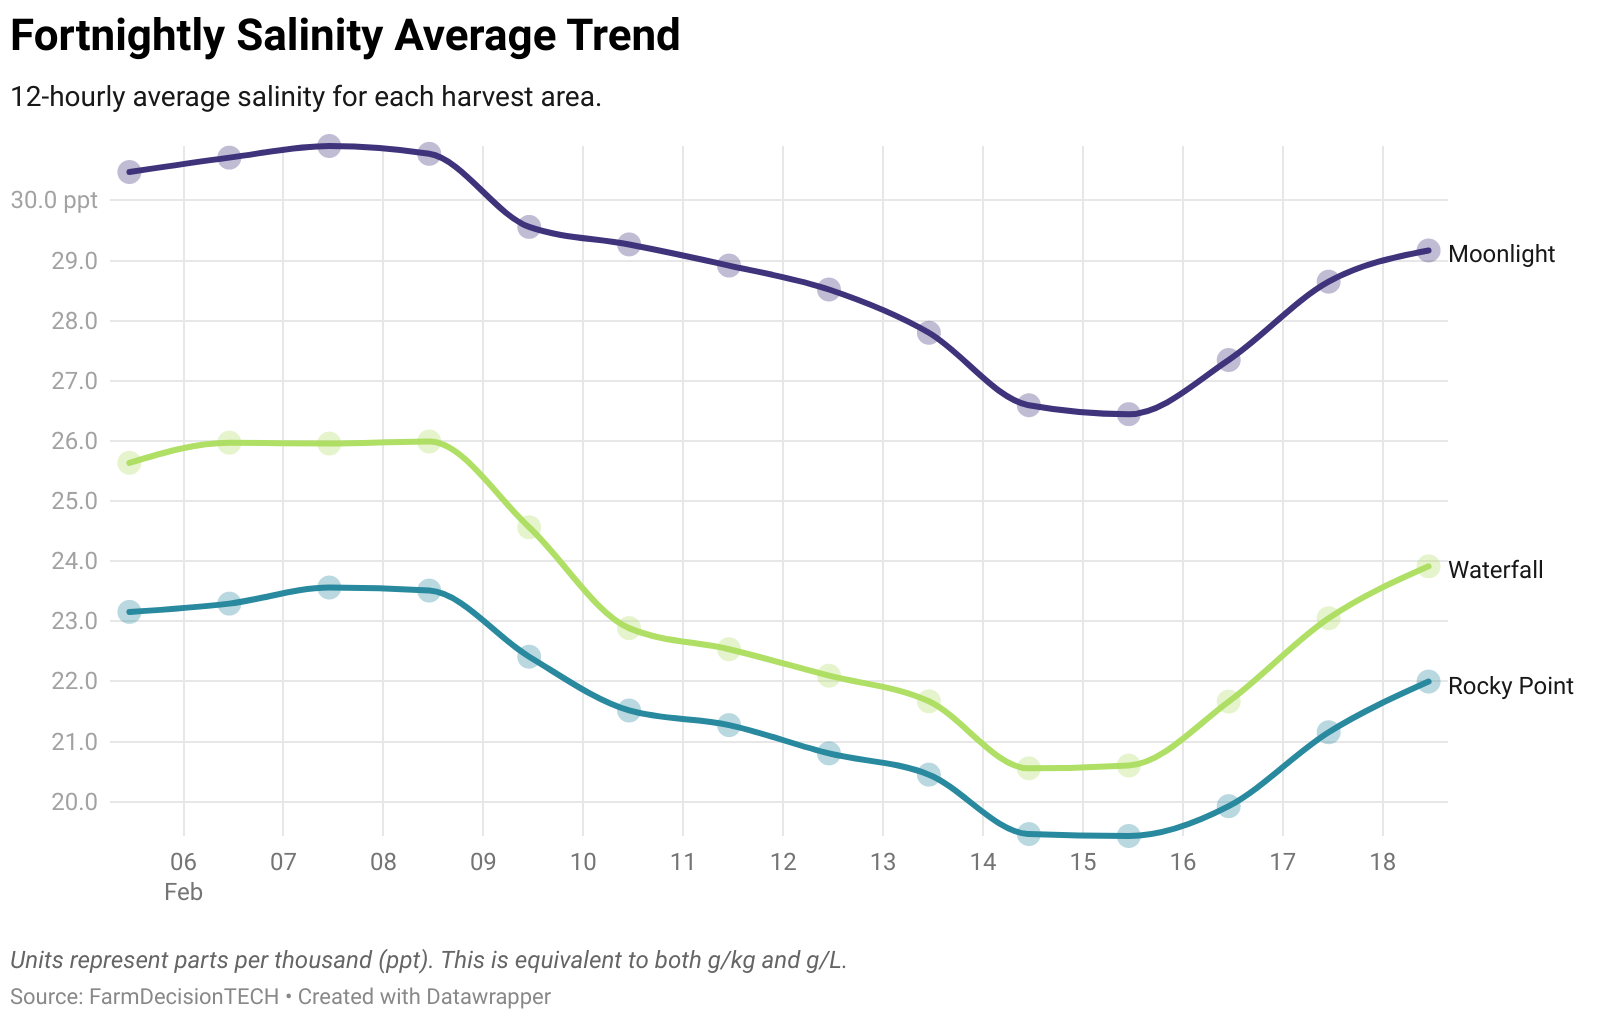 Fortnightly Salinity Average Trend
12-hourly average salinity for each harvest area.
30.0 ppt
29.0
Moonlight
28.0
27.0
26.0
25.0
24.0
Waterfall
23.0
22.0
Rocky Point
21.0
20.0
06 07 08 09 10 11 12 13 14 15 16 17 18
Feb
Units represent parts per thousand (ppt). This is equivalent to both g/kg and g/L.
Source: FarmDecisionTECH • Created with Datawrapper